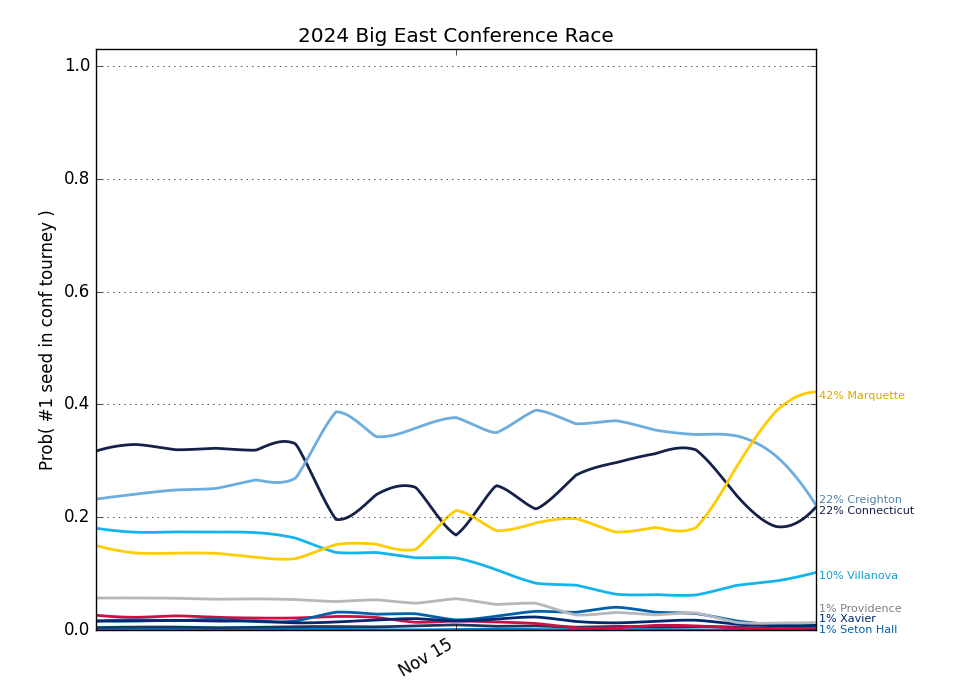 2024 Big East Conference Race
Prob( #1 seed in conf tourney )
1.0
0.8
0.6
0.4
0.2
0.0
Nov 15
42% Marquette
22% Creighton
22% Connecticut
10% Villanova
1% Providence
1% Xavier
1% Seton Hall